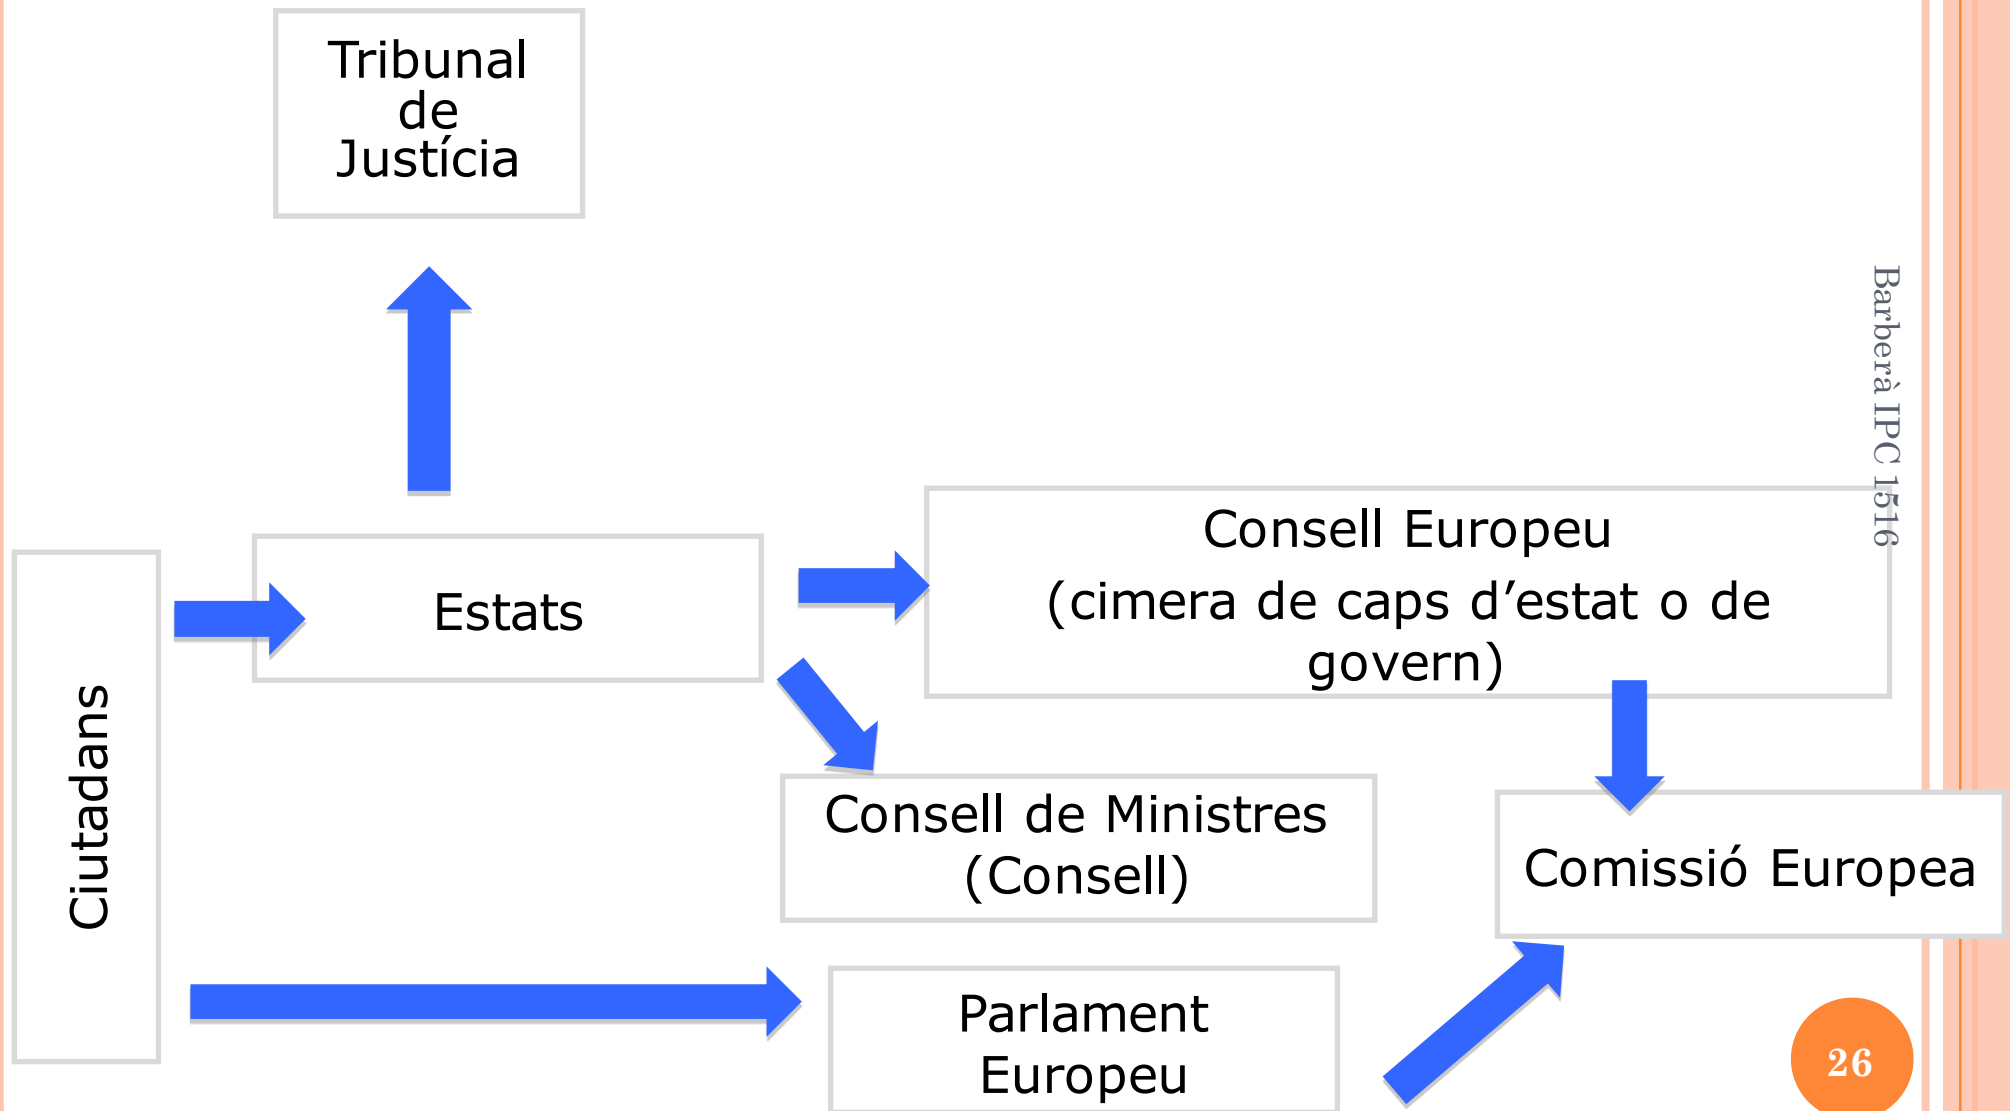 Tribunal
de
Justícia
Barberà IPC 1516
Consell Europeu
(cimera de caps d’estat o de
govern)
Estats
Ciutadans
Consell de Ministres
(Consell)
Comissió Europea
Parlament
Europeu
26